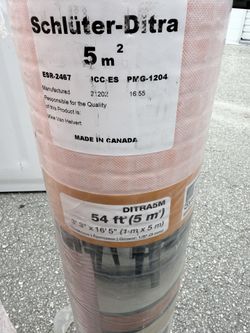 Schlüter-Ditra
5 m²
ESR-2467 ICC-ES PMG-1204
Manufactured 21202 16:55
Responsible for the Quality
of this Product is:
Mike Van Helvert
MADE IN CANADA
DITRA5M
54 ft² (5 m²)
3' 3" x 16' 5" (1 m x 5 m)